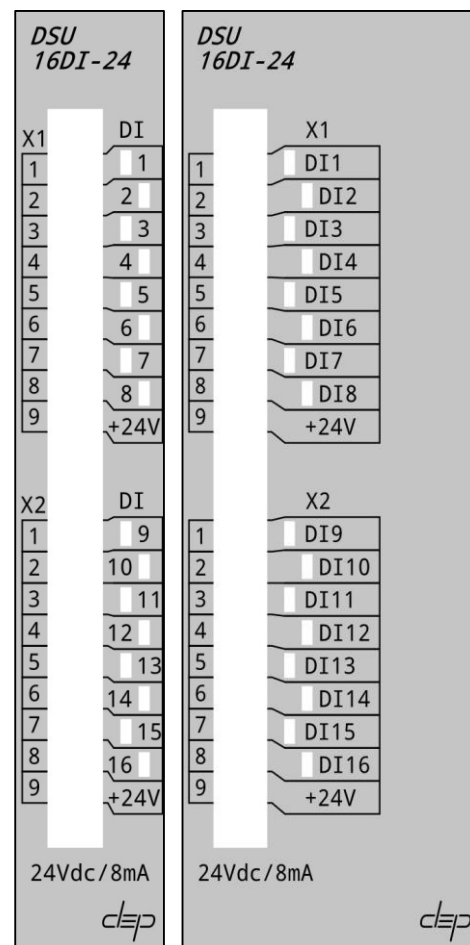 DSU
16DI-24
X1
DI
1
1
2
2
3
3
4
4
5
5
6
6
7
7
8
8
9
+24V
X2
DI
1
9
2
10
3
11
4
12
5
13
6
14
7
15
8
16
9
+24V
24Vdc/8mA
dep
DSU
16DI-24
X1
1
DI1
2
DI2
3
DI3
4
DI4
5
DI5
6
DI6
7
DI7
8
DI8
9
+24V
X2
1
DI9
2
DI10
3
DI11
4
DI12
5
DI13
6
DI14
7
DI15
8
DI16
9
+24V
24Vdc/8mA
dep